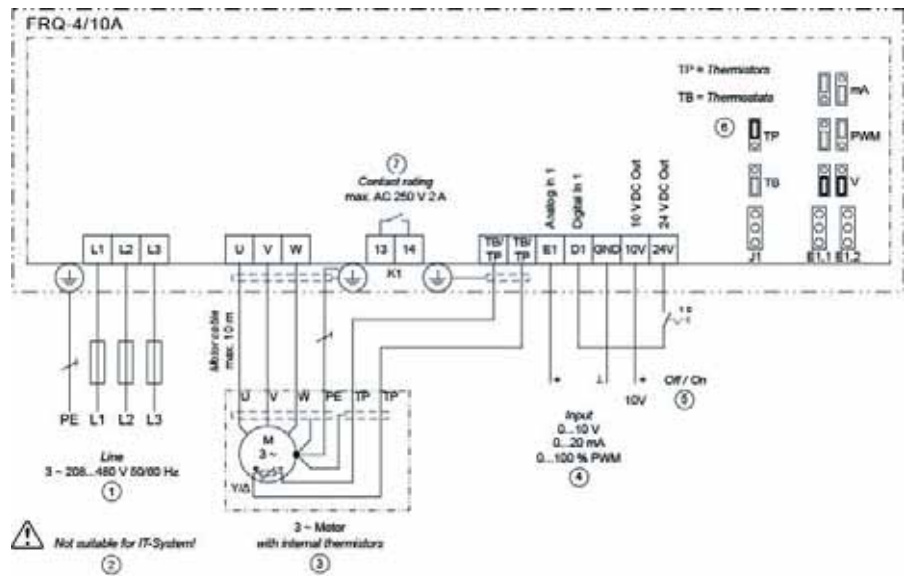 FRQ-4/10A
TP = Thermistors
TB = Thermostats
mA
⑥
TP
PWM
TB
V
J1
E1.1 E1.2
⑦
Contact rating
max. AC 250 V 2 A
Analog In 1
Digital In 1
10 V DC Out
24 V DC Out
L1 L2 L3
U V W
13 14
K1
TB/TP TB/TP E1 D1 GND 10V 24V
Motor cable
max. 10 m
PE L1 L2 L3
U V W PE TP TP
M
3 ~
Y/Δ
+
⊥
+
10V
Off / On
⑤
Input
0...10 V
0...20 mA
0...100 % PWM
④
Line
3 ~ 208...480 V 50/60 Hz
①
Not suitable for IT-System!
②
3 ~ Motor
with internal thermistors
③